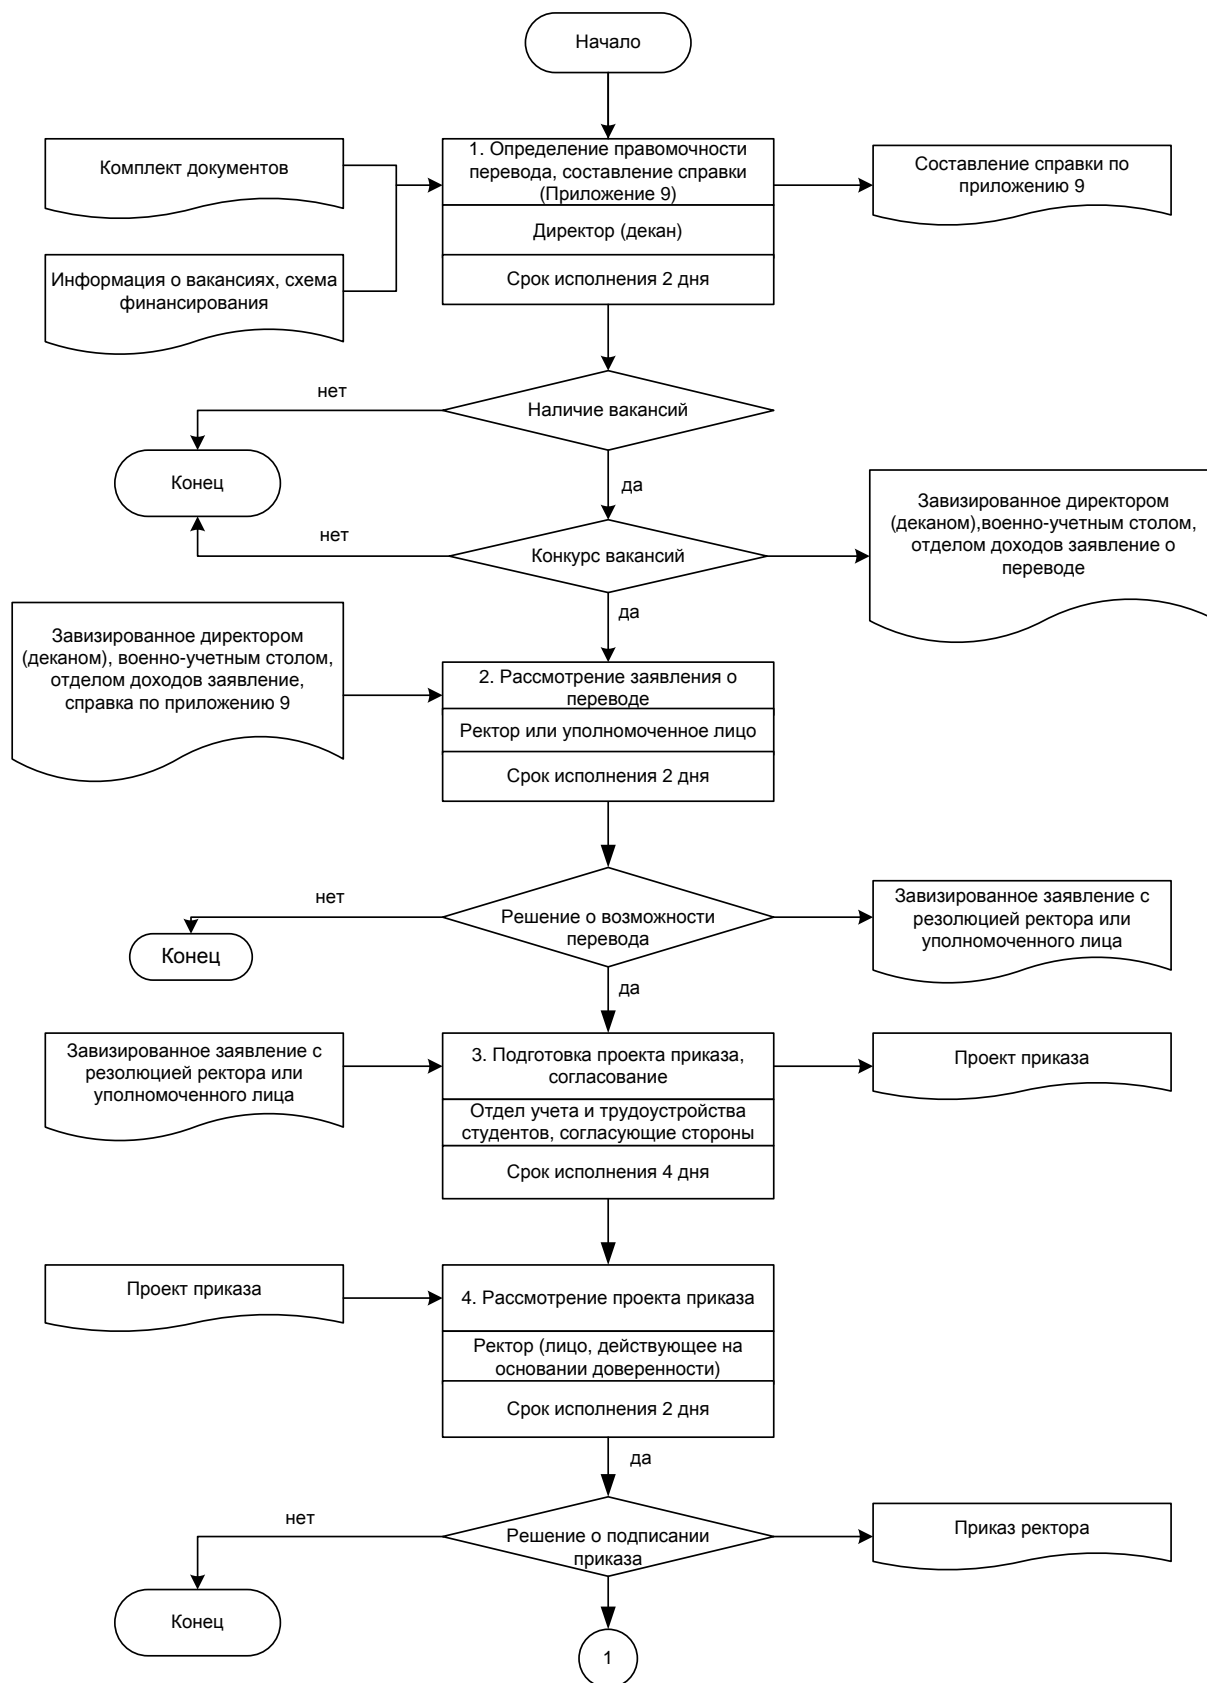 Начало
Комплект документов
1. Определение правомочности
перевода, составление справки
(Приложение 9)
Составление справки по
приложению 9
Директор (декан)
Информация о вакансиях, схема
финансирования
Срок исполнения 2 дня
нет
Наличие вакансий
Конец
да
Завизированное директором
(деканом),военно-учетным столом,
отделом доходов заявление о
переводе
нет
Конкурс вакансий
да
Завизированное директором
(деканом), военно-учетным столом,
отделом доходов заявление,
справка по приложению 9
2. Рассмотрение заявления о
переводе
Ректор или уполномоченное лицо
Срок исполнения 2 дня
нет
Решение о возможности
перевода
Завизированное заявление с
резолюцией ректора или
уполномоченного лица
Конец
да
Завизированное заявление с
резолюцией ректора или
уполномоченного лица
3. Подготовка проекта приказа,
согласование
Проект приказа
Отдел учета и трудоустройства
студентов, согласующие стороны
Срок исполнения 4 дня
Проект приказа
4. Рассмотрение проекта приказа
Ректор (лицо, действующее на
основании доверенности)
Срок исполнения 2 дня
да
нет
Решение о подписании
приказа
Приказ ректора
Конец
1